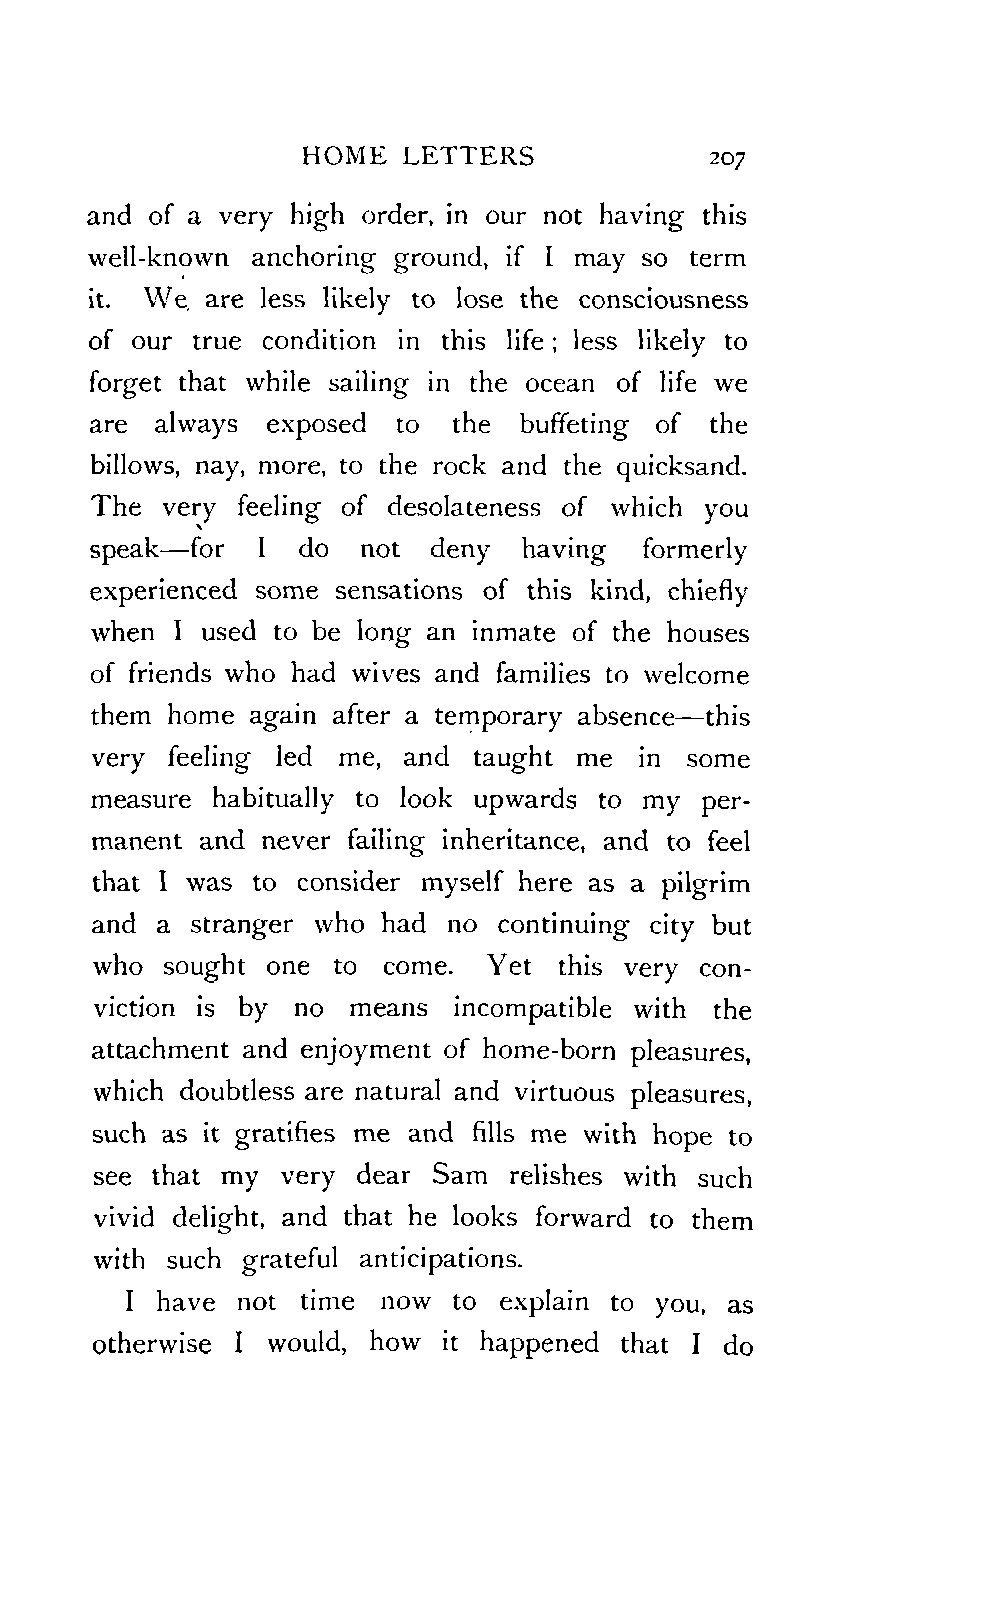 HOME LETTERS 207
and of a very high order, in our not having this
well-known anchoring ground, if I may so term
it. We are less likely to lose the consciousness
of our true condition in this life ; less likely to
forget that while sailing in the ocean of life we
are always exposed to the buffeting of the
billows, nay, more, to the rock and the quicksand.
The very feeling of desolateness of which you
speak—for I do not deny having formerly
experienced some sensations of this kind, chiefly
when I used to be long an inmate of the houses
of friends who had wives and families to welcome
them home again after a temporary absence—this
very feeling led me, and taught me in some
measure habitually to look upwards to my per-
manent and never failing inheritance, and to feel
that I was to consider myself here as a pilgrim
and a stranger who had no continuing city but
who sought one to come. Yet this very con-
viction is by no means incompatible with the
attachment and enjoyment of home-born pleasures,
which doubtless are natural and virtuous pleasures,
such as it gratifies me and fills me with hope to
see that my very dear Sam relishes with such
vivid delight, and that he looks forward to them
with such grateful anticipations.
I have not time now to explain to you, as
otherwise I would, how it happened that I do